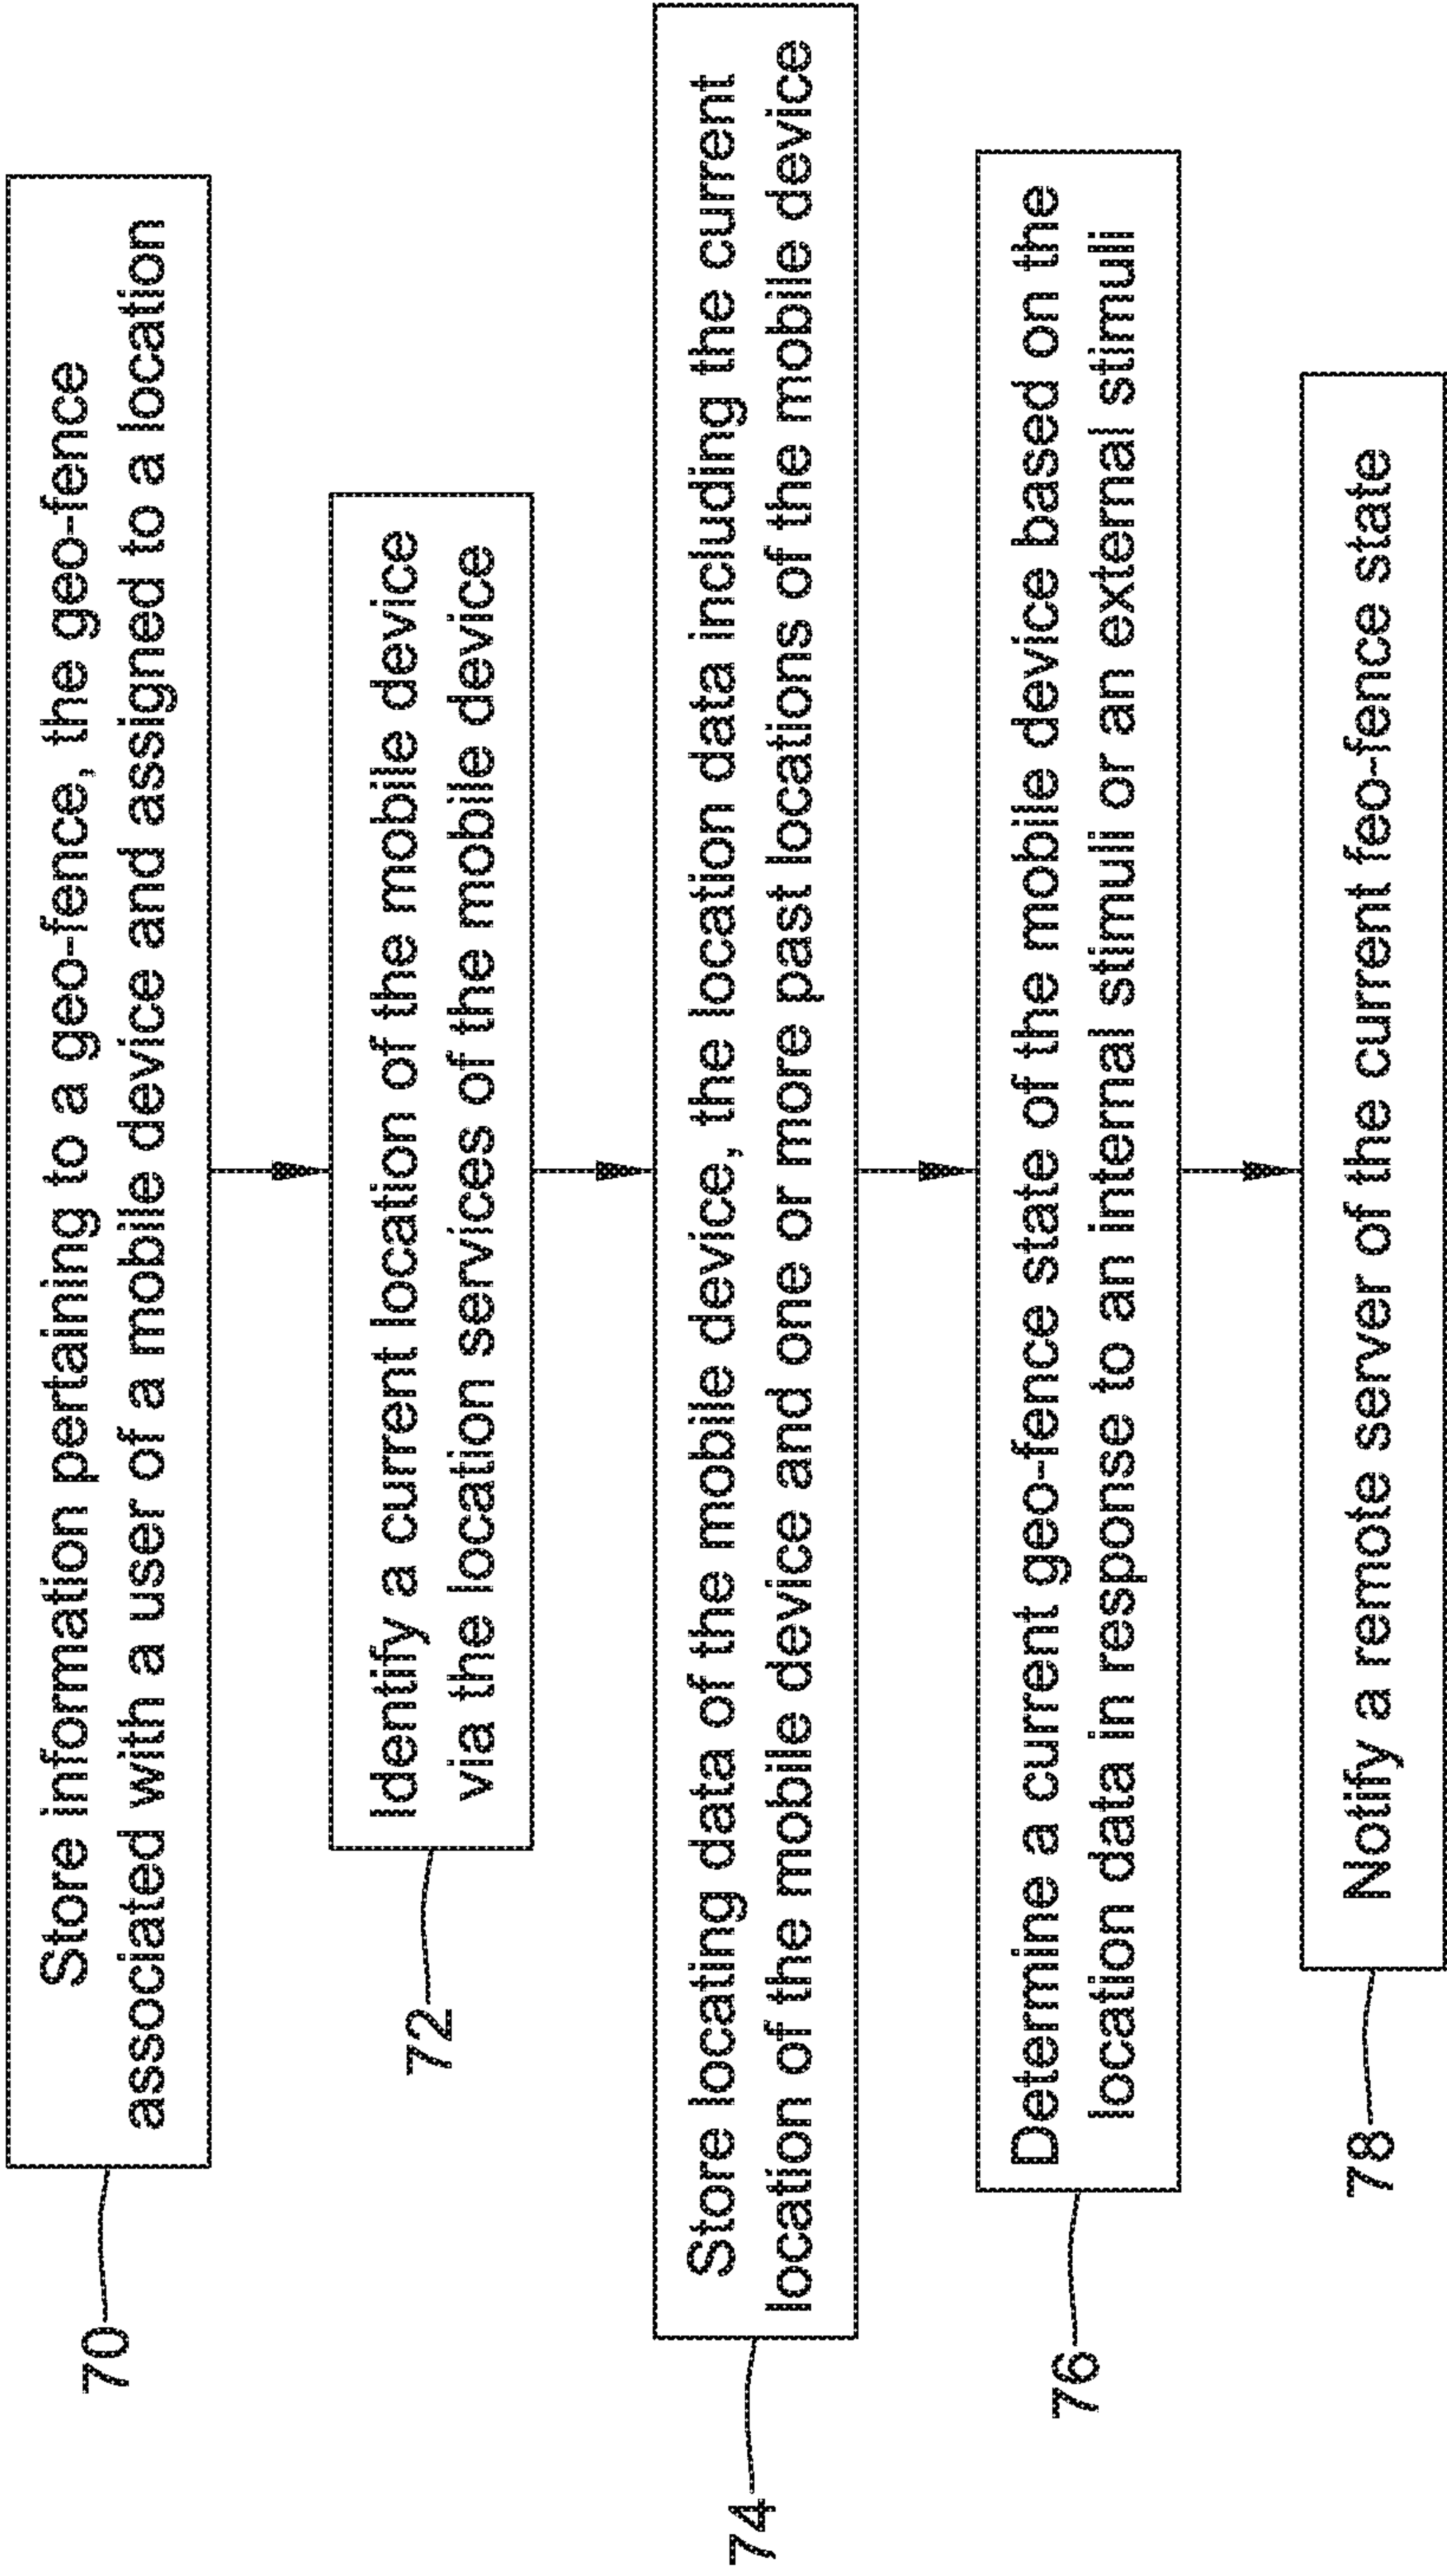 70
Store information pertaining to a geo-fence, the geo-fence
associated with a user of a mobile device and assigned to a location
72
Identify a current location of the mobile device
via the location services of the mobile device
74
Store locating data of the mobile device, the location data including the current
location of the mobile device and one or more past locations of the mobile device
76
Determine a current geo-fence state of the mobile device based on the
location data in response to an internal stimuli or an external stimuli
78
Notify a remote server of the current feo-fence state